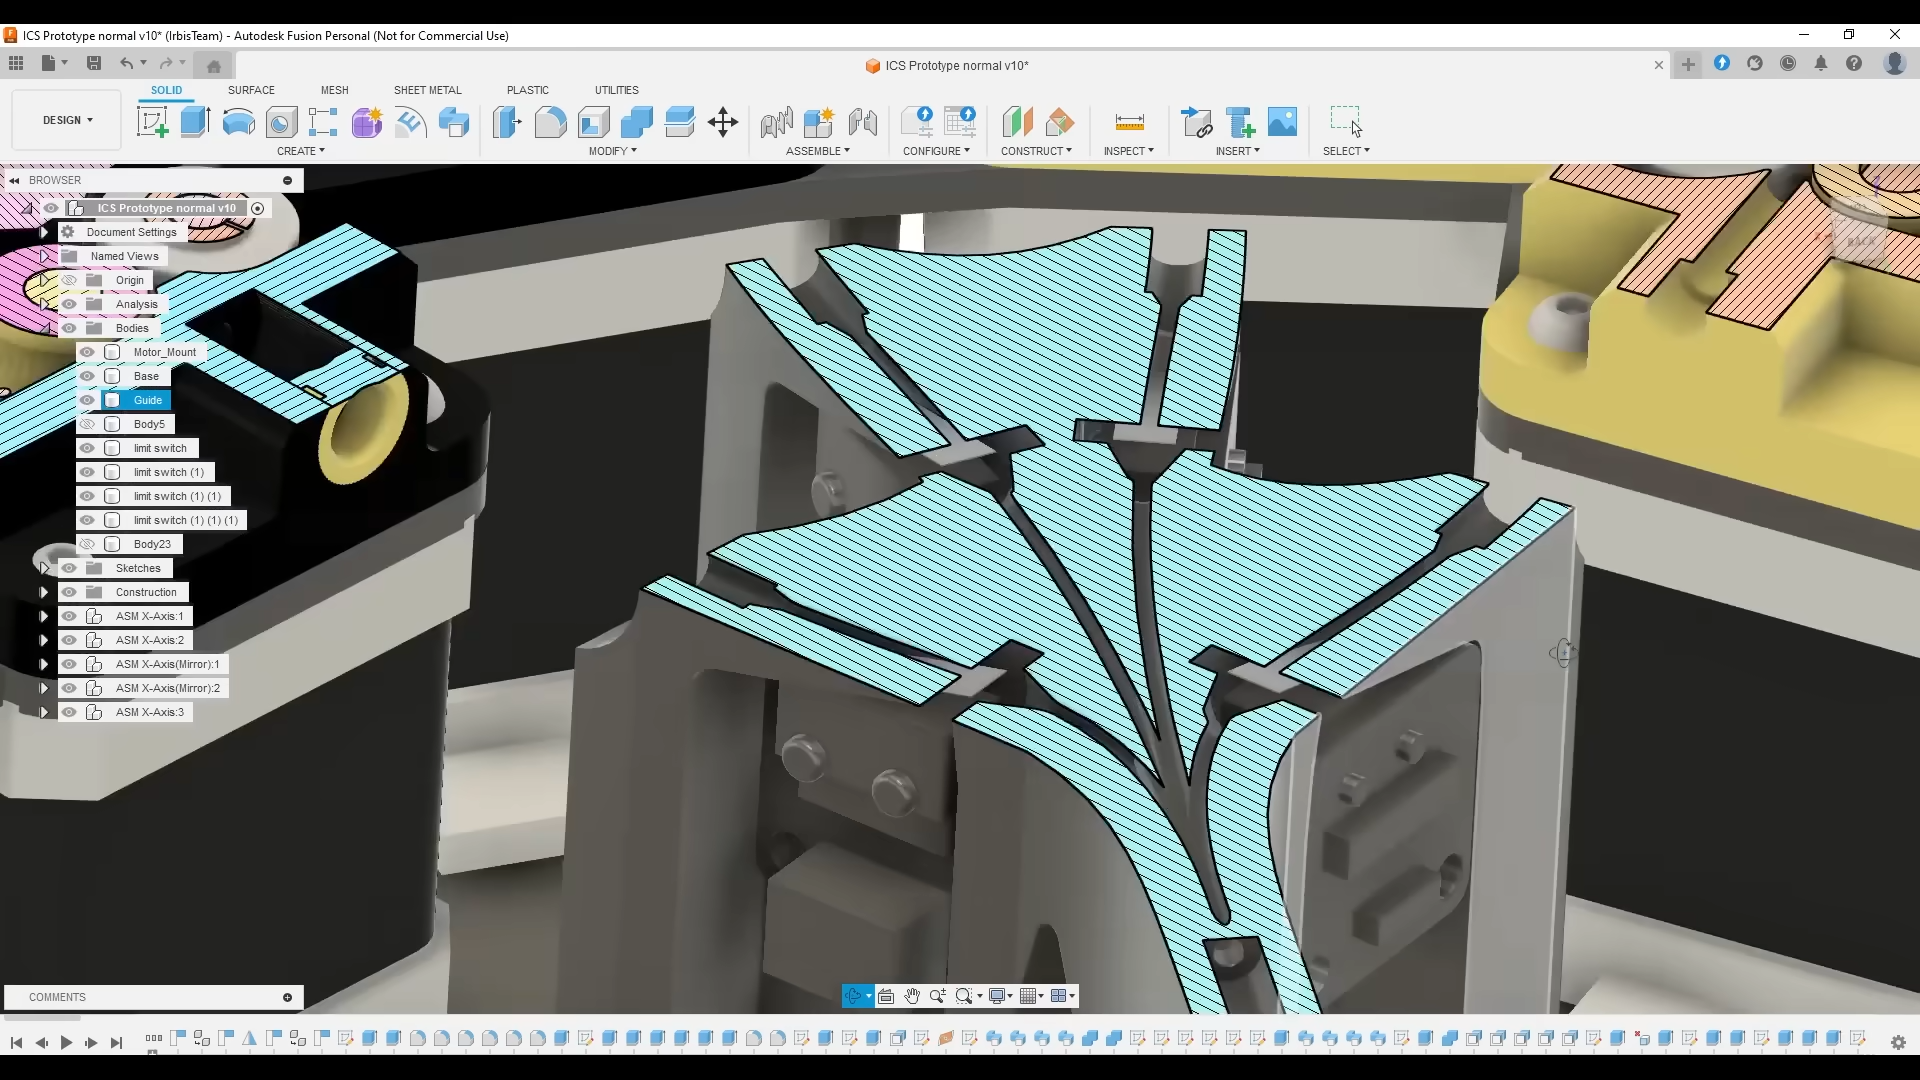 ICS Prototype normal v10* (IrbisTeam) - Autodesk Fusion Personal (Not for Commercial Use)
ICS Prototype normal v10*
SOLID SURFACE MESH SHEET METAL PLASTIC UTILITIES
DESIGN
CREATE MODIFY ASSEMBLE CONFIGURE CONSTRUCT INSPECT INSERT SELECT
BROWSER
ICS Prototype normal v10
Document Settings
Named Views
Origin
Analysis
Bodies
Motor_Mount
Base
Guide
Body5
limit switch
limit switch (1)
limit switch (1) (1)
limit switch (1) (1) (1)
Body23
Sketches
Construction
ASM X-Axis:1
ASM X-Axis:2
ASM X-Axis(Mirror):1
ASM X-Axis(Mirror):2
ASM X-Axis:3
BACK
COMMENTS